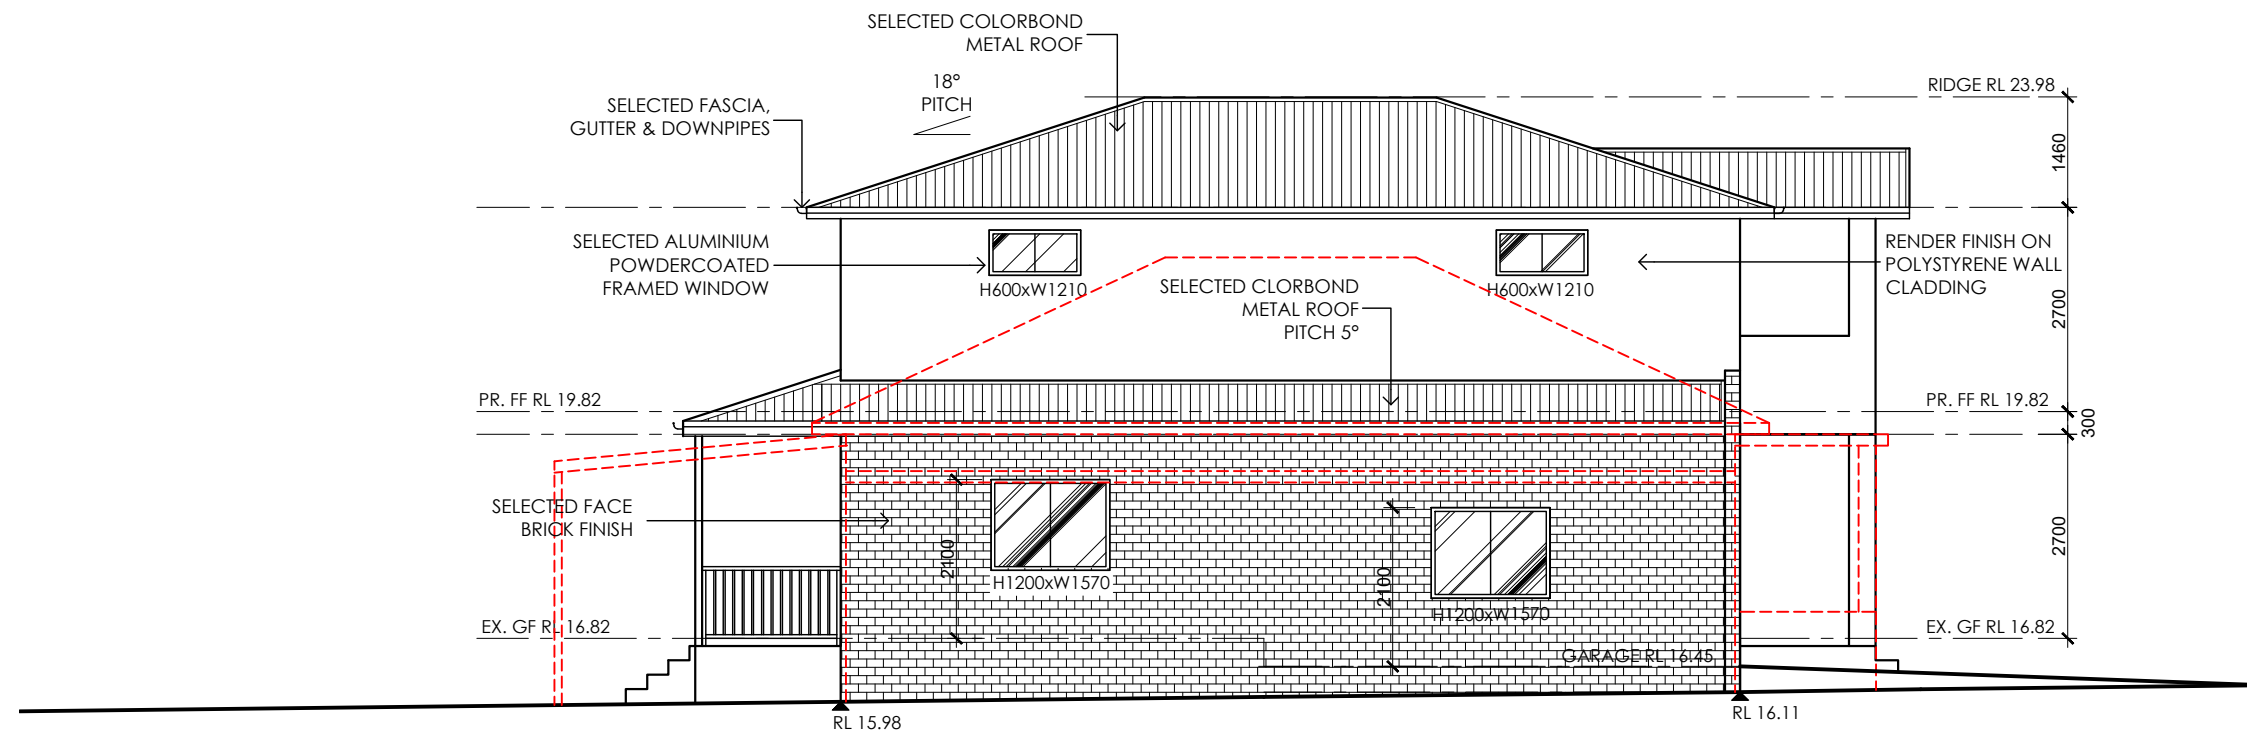 SELECTED COLORBOND
METAL ROOF
18°
PITCH
SELECTED FASCIA,
GUTTER & DOWNPIPES
RIDGE RL 23.98
1460
SELECTED ALUMINIUM
POWDERCOATED
FRAMED WINDOW
H600xW1210
SELECTED CLORBOND
METAL ROOF
PITCH 5°
H600xW1210
RENDER FINISH ON
POLYSTYRENE WALL
CLADDING
2700
PR. FF RL 19.82
PR. FF RL 19.82
300
SELECTED FACE
BRICK FINISH
2100
H1200xW1570
2100
H1200xW1570
2700
EX. GF RL 16.82
EX. GF RL 16.82
GARAGE RL 16.45
RL 15.98
RL 16.11